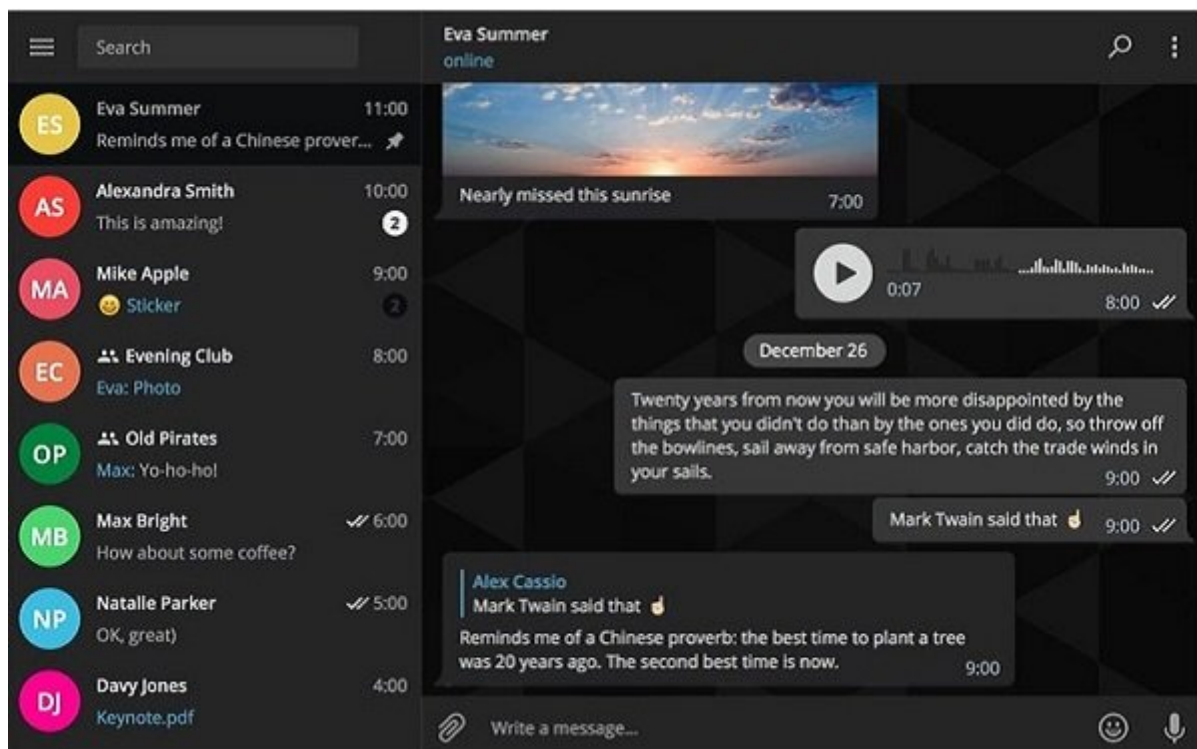 Search
ES
Eva Summer 11:00
Reminds me of a Chinese prover...
AS
Alexandra Smith 10:00
This is amazing! 2
MA
Mike Apple 9:00
Sticker 2
EC
Evening Club 8:00
Eva: Photo
OP
Old Pirates 7:00
Max: Yo-ho-ho!
MB
Max Bright 6:00
How about some coffee?
NP
Natalie Parker 5:00
OK, great)
DJ
Davy Jones 4:00
Keynote.pdf
Eva Summer
online
Nearly missed this sunrise 7:00
0:07 8:00
December 26
Twenty years from now you will be more disappointed by the
things that you didn't do than by the ones you did do, so throw off
the bowlines, sail away from safe harbor, catch the trade winds in
your sails. 9:00
Mark Twain said that ☝ 9:00
Alex Cassio
Mark Twain said that ☝
Reminds me of a Chinese proverb: the best time to plant a tree
was 20 years ago. The second best time is now. 9:00
Write a message...